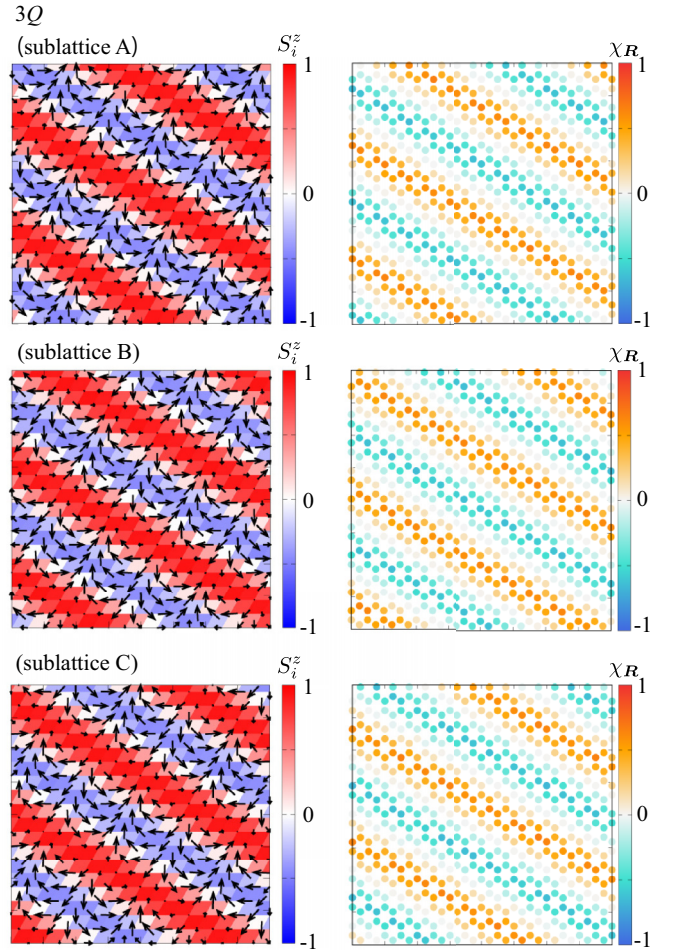 3Q
(sublattice A)
S_i^z
χ_R
1
0
-1
1
0
-1
(sublattice B)
S_i^z
χ_R
1
0
-1
1
0
-1
(sublattice C)
S_i^z
χ_R
1
0
-1
1
0
-1